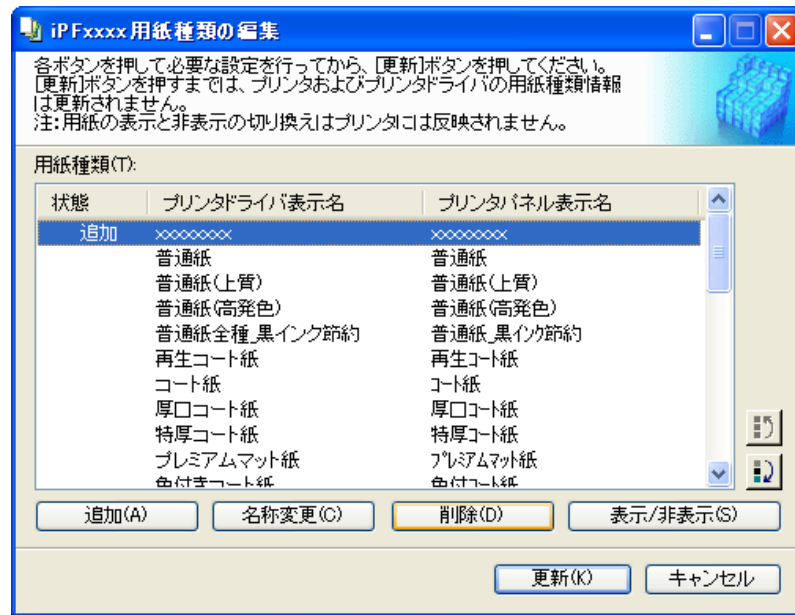 iPFxxxx 用紙種類の編集
各ボタンを押して必要な設定を行ってから、[更新]ボタンを押してください。
[更新]ボタンを押すまでは、プリンタおよびプリンタドライバの用紙種類情報
は更新されません。
注:用紙の表示と非表示の切り換えはプリンタには反映されません。
用紙種類(T):
状態 プリンタドライバ表示名 プリンタパネル表示名
追加 xxxxxxxx xxxxxxxx
普通紙 普通紙
普通紙(上質) 普通紙(上質)
普通紙(高発色) 普通紙(高発色)
普通紙全種_黒インク節約 普通紙_黒インク節約
再生コート紙 再生コート紙
コート紙 コート紙
厚口コート紙 厚口コート紙
特厚コート紙 特厚コート紙
プレミアムマット紙 プレミアムマット紙
色付きコート紙 色付コート紙
追加(A) 名称変更(C) 削除(D) 表示/非表示(S)
更新(K) キャンセル